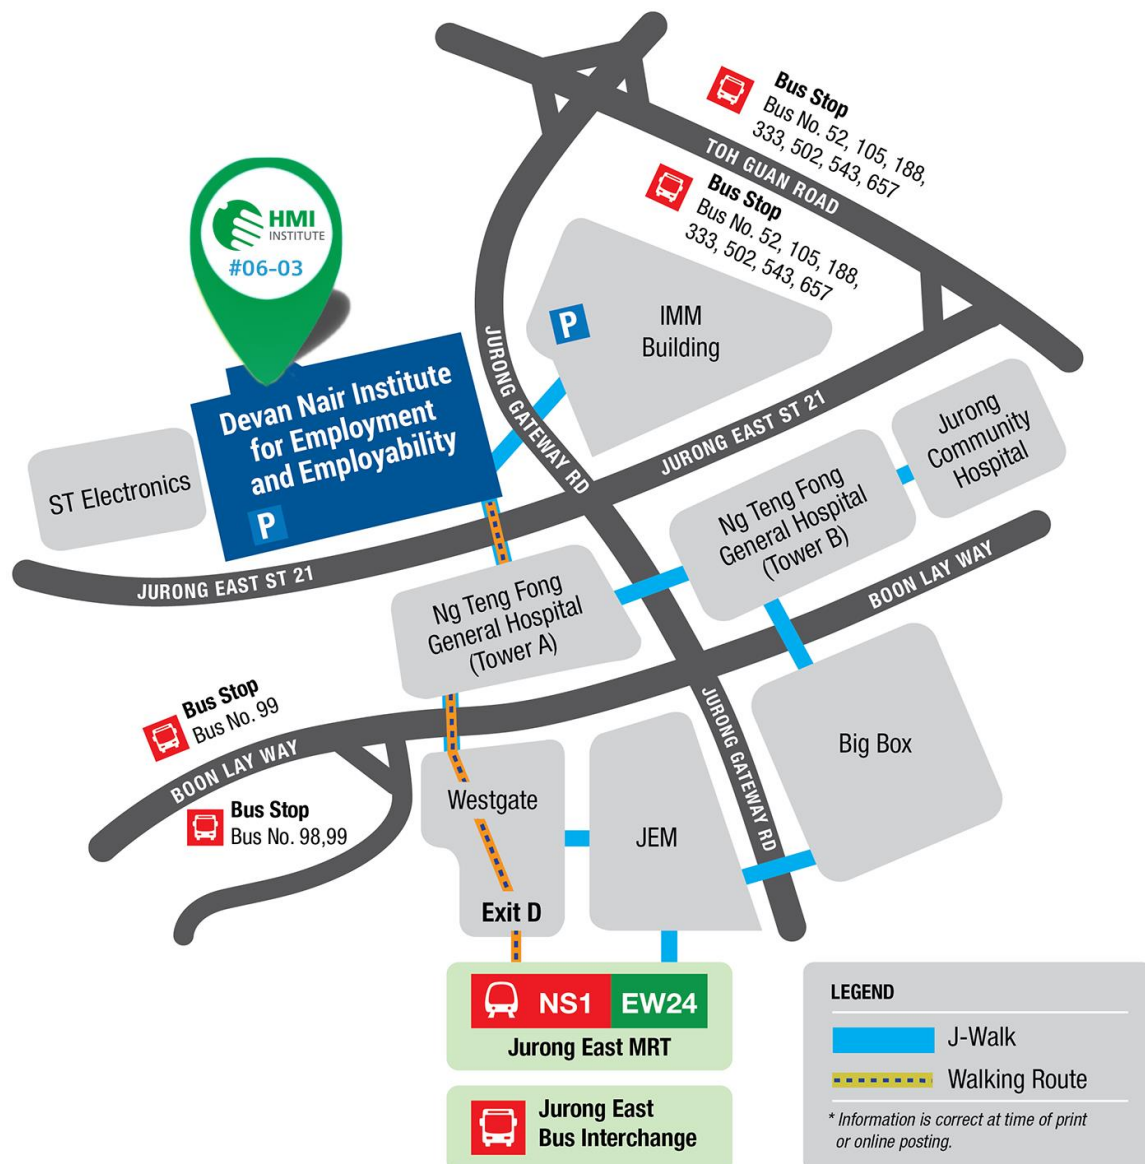 Bus Stop
Bus No. 52, 105, 188,
333, 502, 543, 657
TOH GUAN ROAD
Bus Stop
Bus No. 52, 105, 188,
333, 502, 543, 657
HMI
INSTITUTE
#06-03
IMM
Building
P
JURONG GATEWAY RD
Devan Nair Institute
for Employment
and Employability
P
JURONG EAST ST 21
Jurong
Community
Hospital
ST Electronics
Ng Teng Fong
General Hospital
(Tower B)
JURONG EAST ST 21
BOON LAY WAY
Ng Teng Fong
General Hospital
(Tower A)
Bus Stop
Bus No. 99
BOON LAY WAY
JURONG GATEWAY RD
Big Box
Bus Stop
Bus No. 98,99
Westgate
JEM
Exit D
NS1 EW24
Jurong East MRT
Jurong East
Bus Interchange
LEGEND
J-Walk
Walking Route
* Information is correct at time of print
or online posting.